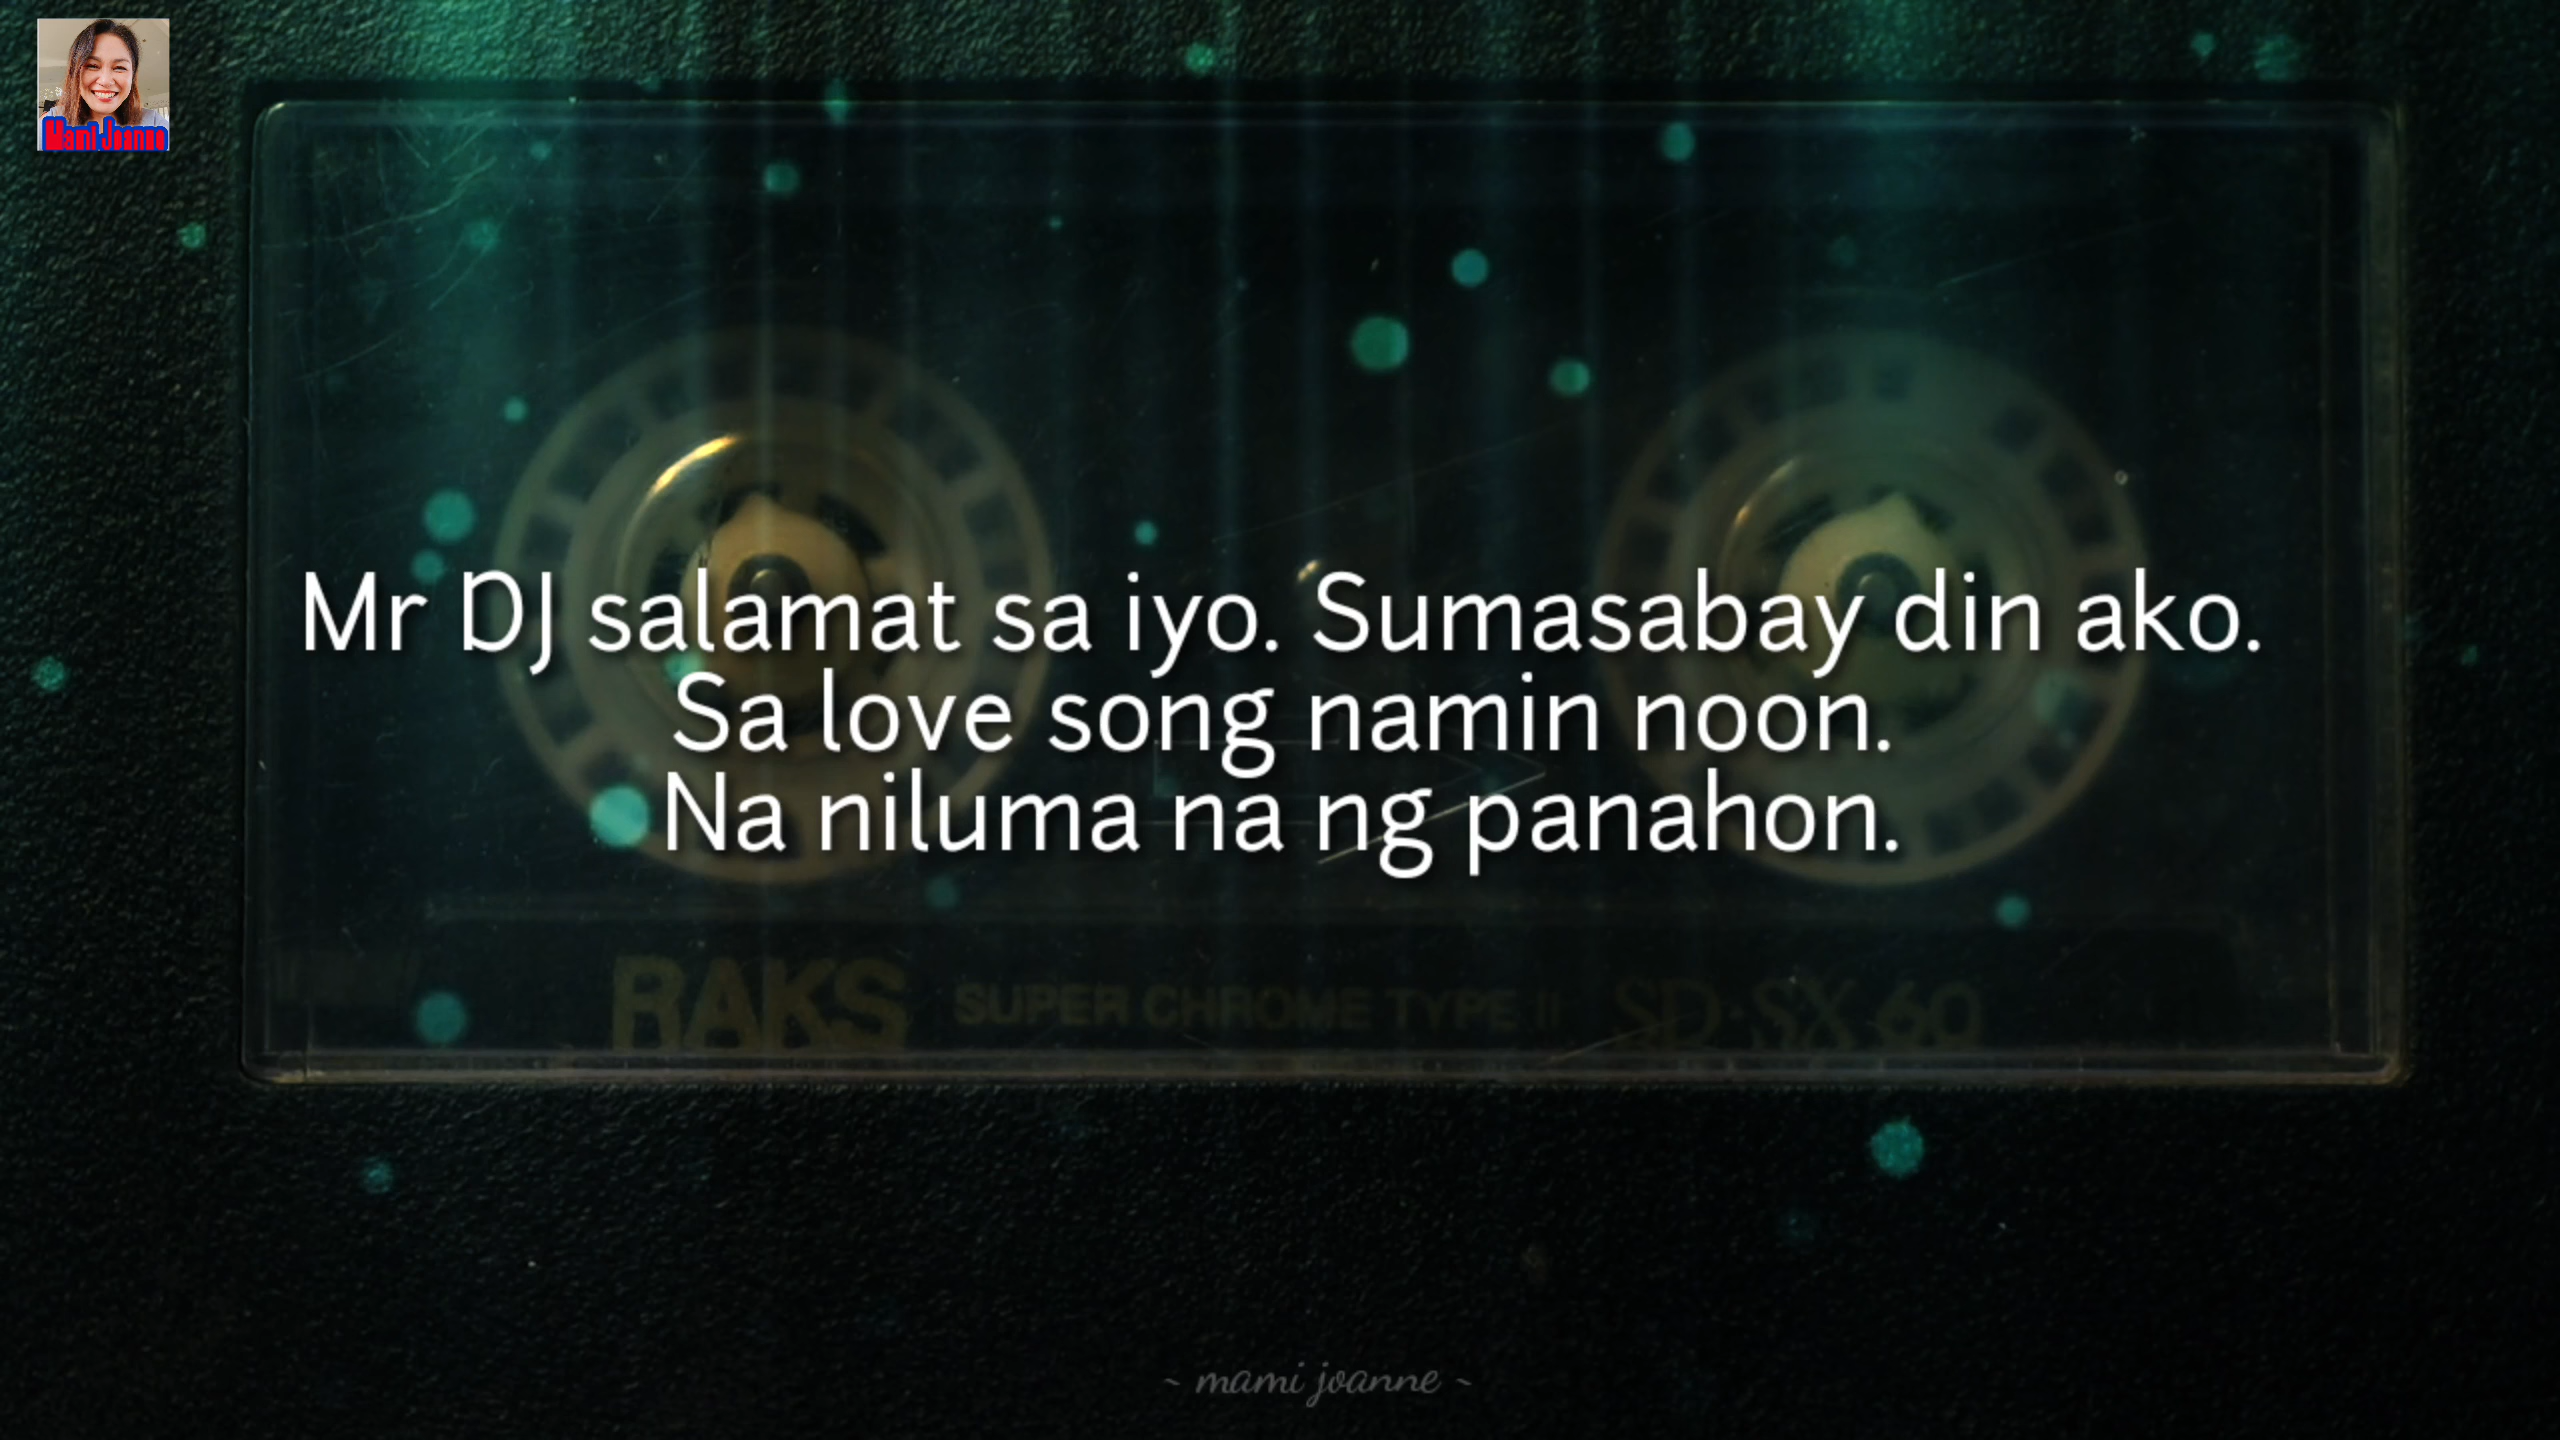 Mami Joanne
Mr DJ salamat sa iyo. Sumasabay din ako.
Sa love song namin noon.
Na niluma na ng panahon.
RAKS SUPER CHROME TYPE II SD-SX 60
~ mami joanne ~